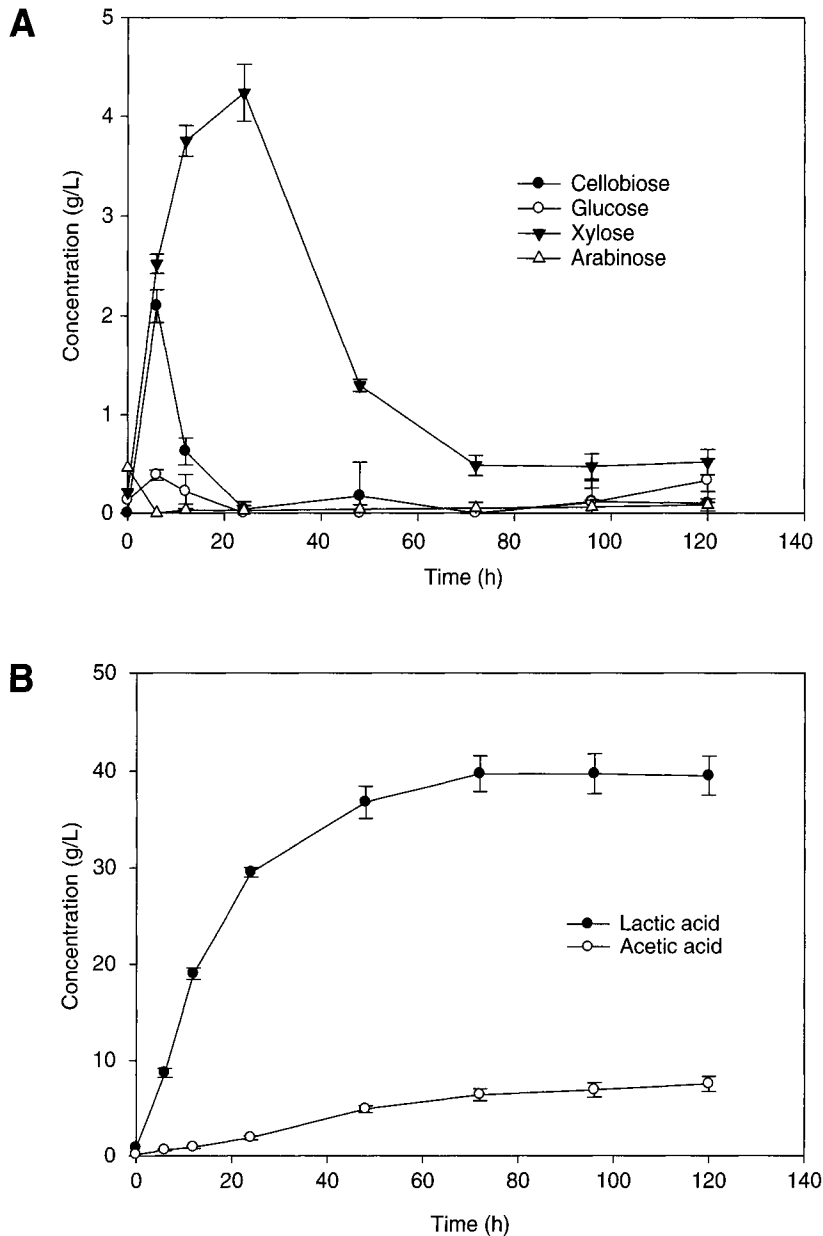 A
5
4
3
2
1
0
Concentration (g/L)
Cellobiose
Glucose
Xylose
Arabinose
0 20 40 60 80 100 120 140
Time (h)
B
50
40
30
20
10
0
Concentration (g/L)
Lactic acid
Acetic acid
0 20 40 60 80 100 120 140
Time (h)